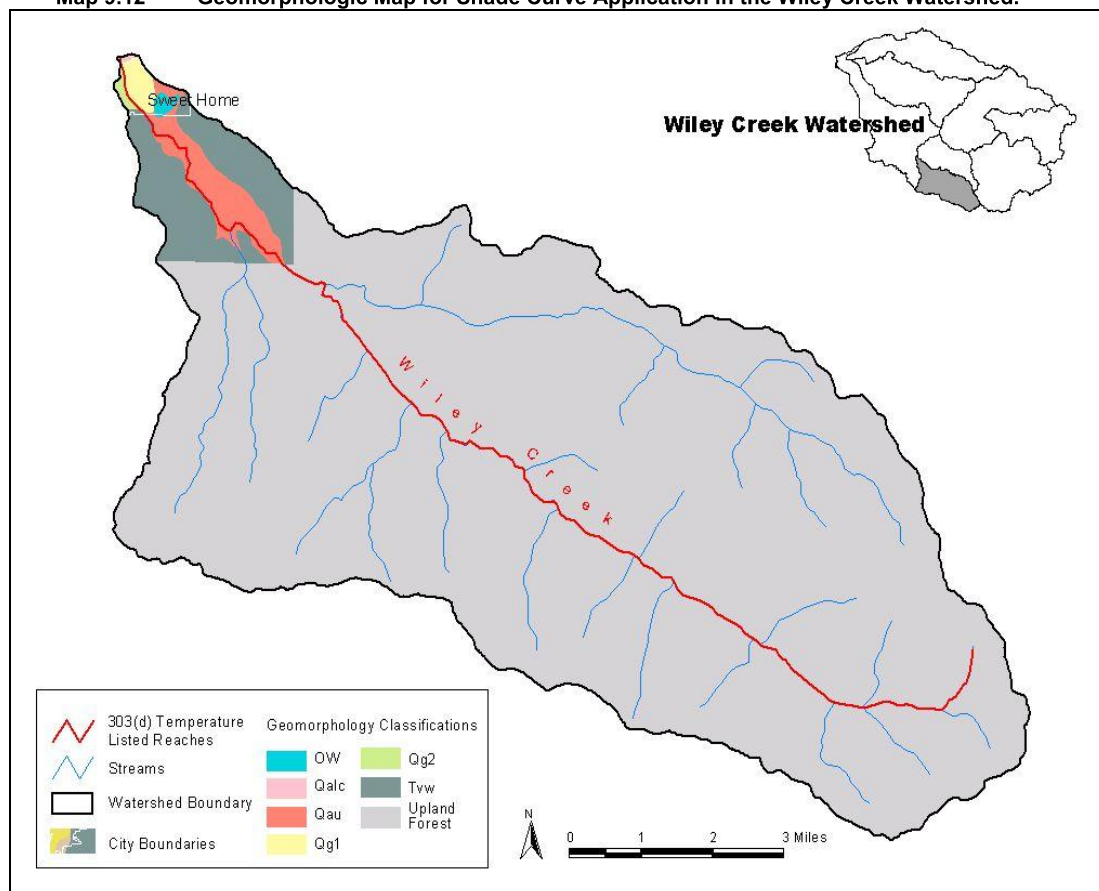 Map 9.12 Geomorphologic Map for Shade Curve Application in the Wiley Creek Watershed.
Sweet Home
Wiley Creek Watershed
Wiley Creek
303(d) Temperature
Listed Reaches
Streams
Watershed Boundary
City Boundaries
Geomorphology Classifications
OW
Qalc
Qau
Qg1
Qg2
Tvw
Upland
Forest
N
0 1 2 3 Miles